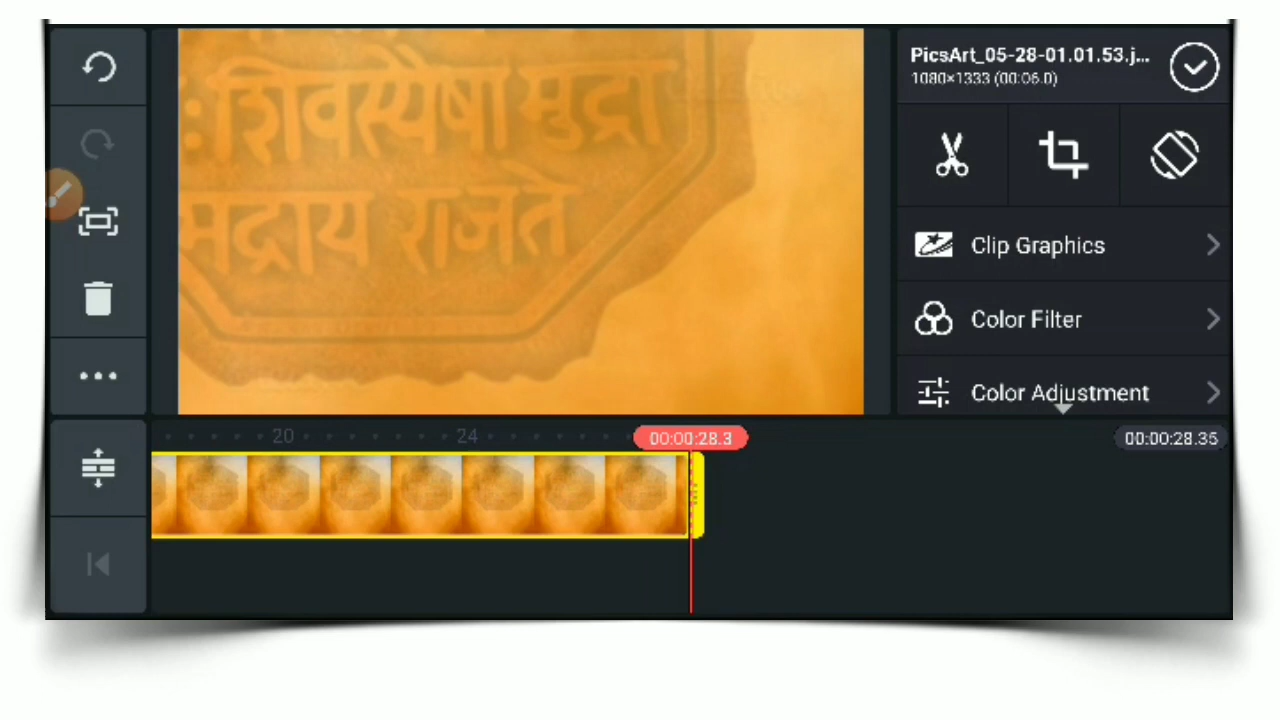 PicsArt_05-28-01.01.53.j...
1080×1333 (00:06.0)
:शिवस्यैषा मुद्रा
भद्राय राजते
Clip Graphics
Color Filter
Color Adjustment
20
24
00:00:28.3
00:00:28.35